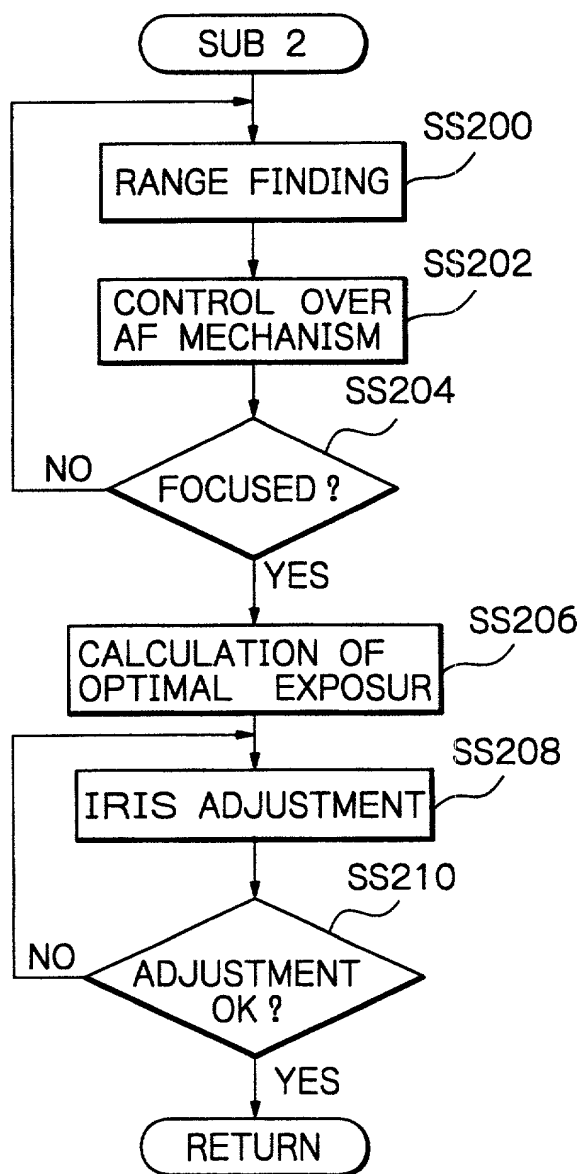 SUB 2
SS200
RANGE FINDING
SS202
CONTROL OVER
AF MECHANISM
SS204
NO
FOCUSED?
YES
SS206
CALCULATION OF
OPTIMAL EXPOSUR
SS208
IRIS ADJUSTMENT
SS210
NO
ADJUSTMENT
OK?
YES
RETURN